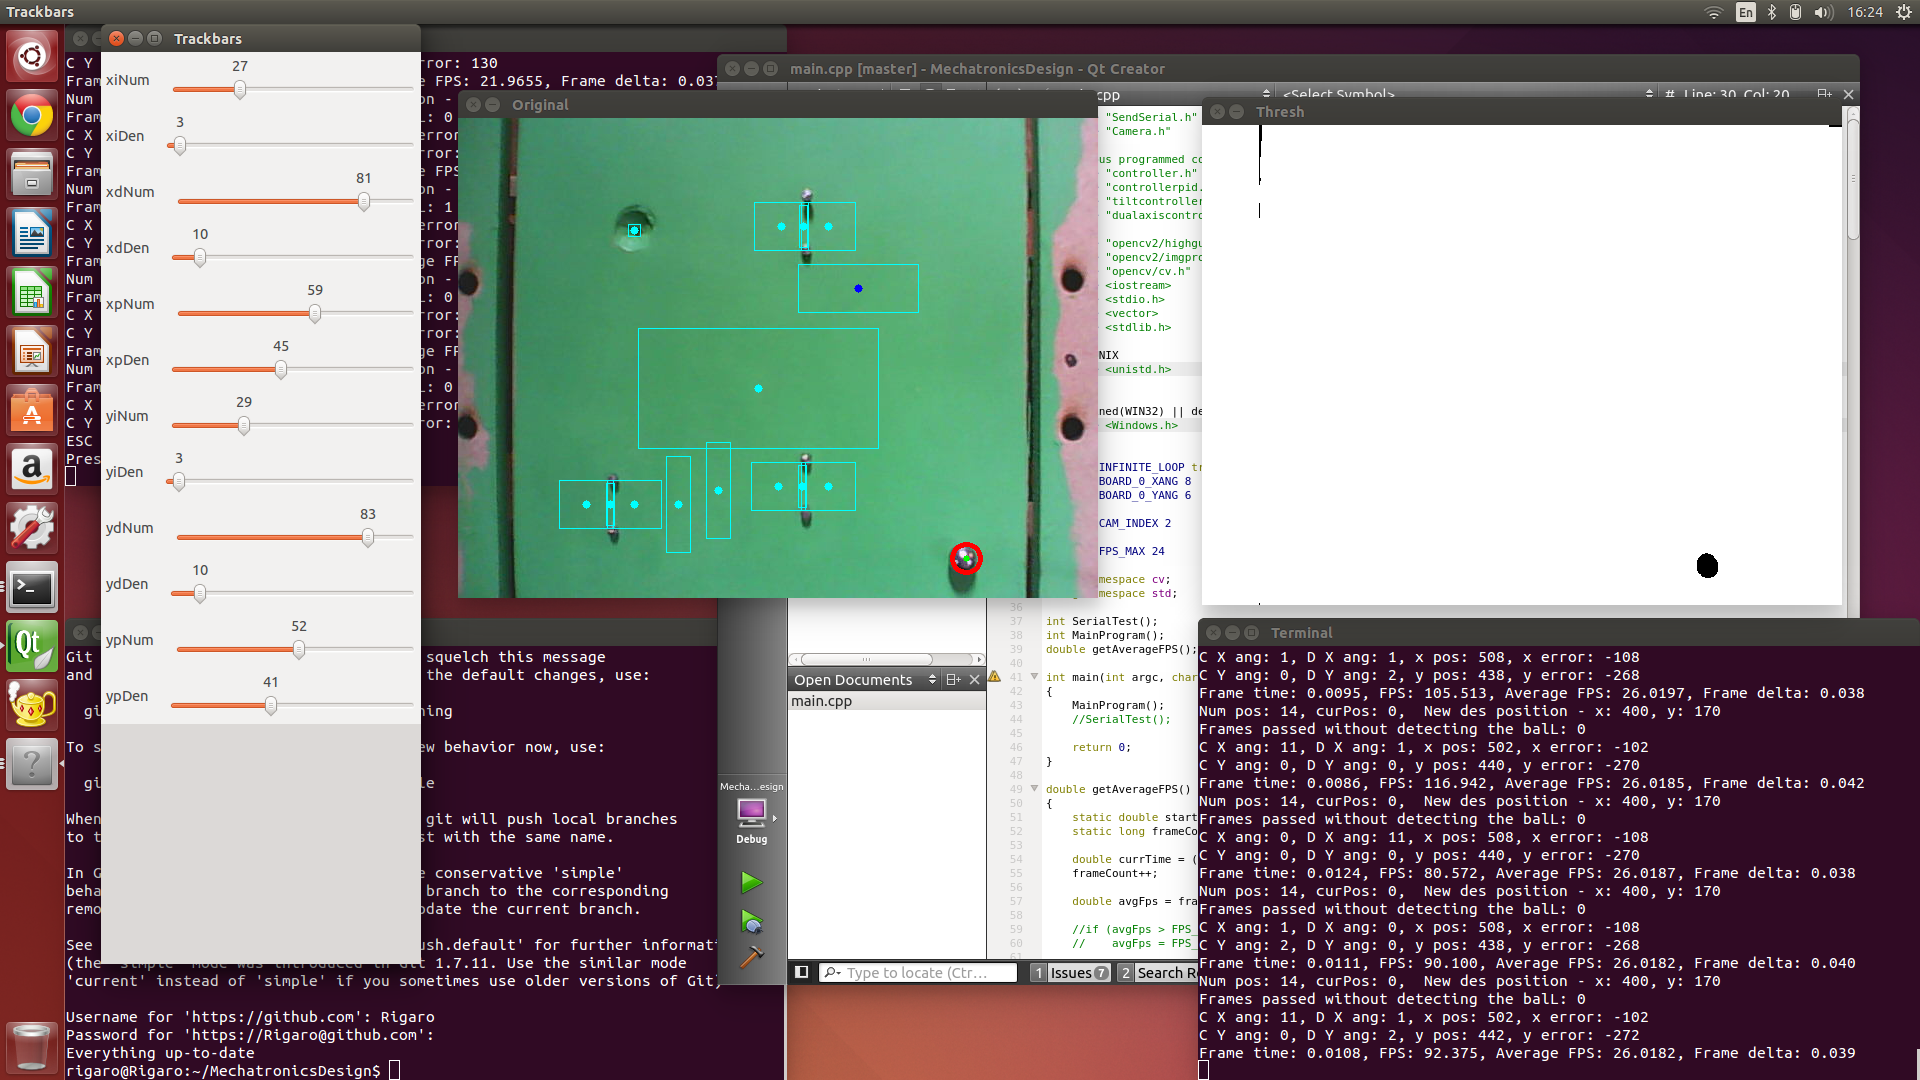 Trackbars
En
16:24
Trackbars
xiNum
27
xiDen
3
xdNum
81
xdDen
10
xpNum
59
xpDen
45
yiNum
29
yiDen
3
ydNum
83
ydDen
10
ypNum
52
ypDen
41
C Y
Fram
Num
Fram
C X
C Y
Fram
Num
Fram
C X
C Y
Fram
Num
Fram
C X
C Y
Fram
Num
Fram
C X
C Y
ESC
Pres
ror: 130
e FPS: 21.9655, Frame delta: 0.03
on -
L: 0
error
ror:
ge FP
on -
L: 1
error
ror:
ge FP
on -
L: 0
error
ror:
ge FP
on -
L: 0
error
ror:
main.cpp [master] - MechatronicsDesign - Qt Creator
<Select Symbol>
# Line: 30, Col: 20
Original
Thresh
"SendSerial.h"
"Camera.h"
us programmed co
"controller.h"
"controllerpid.
"tiltcontroller
"dualaxiscontro
"opencv2/highgu
"opencv2/imgpro
"opencv/cv.h"
<iostream>
<stdio.h>
<vector>
<stdlib.h>
NIX
<unistd.h>
ned(WIN32) || de
<Windows.h>
INFINITE_LOOP tr
BOARD_0_XANG 8
BOARD_0_YANG 6
CAM_INDEX 2
FPS_MAX 24
mespace cv;
mespace std;
36
37 int SerialTest();
38 int MainProgram();
39 double getAverageFPS();
40
41 int main(int argc, char
42 {
43 MainProgram();
44 //SerialTest();
45
46 return 0;
47 }
48
49 double getAverageFPS()
50 {
51 static double start
52 static long frameCo
53
54 double currTime = (
55 frameCount++;
56
57 double avgFps = fra
58
59 //if (avgFps > FPS_
60 // avgFps = FPS_
61
Open Documents
main.cpp
Mecha...esign
Debug
Type to locate (Ctr...
1 Issues 7
2 Search Re
Git squelch this message
and the default changes, use:
gi ning
To s ew behavior now, use:
gi le
When git will push local branches
to t st with the same name.
In G e conservative 'simple'
beha branch to the corresponding
remo odate the current branch.
See ush.default' for further informati
(the 'simple' mode was introduced in Git 1.7.11. Use the similar mode
'current' instead of 'simple' if you sometimes use older versions of Git)
Username for 'https://github.com': Rigaro
Password for 'https://Rigaro@github.com':
Everything up-to-date
rigaro@Rigaro:~/MechatronicsDesign$
Terminal
C X ang: 1, D X ang: 1, x pos: 508, x error: -108
C Y ang: 0, D Y ang: 2, y pos: 438, y error: -268
Frame time: 0.0095, FPS: 105.513, Average FPS: 26.0197, Frame delta: 0.038
Num pos: 14, curPos: 0, New des position - x: 400, y: 170
Frames passed without detecting the balL: 0
C X ang: 11, D X ang: 1, x pos: 502, x error: -102
C Y ang: 0, D Y ang: 0, y pos: 440, y error: -270
Frame time: 0.0086, FPS: 116.942, Average FPS: 26.0185, Frame delta: 0.042
Num pos: 14, curPos: 0, New des position - x: 400, y: 170
Frames passed without detecting the balL: 0
C X ang: 0, D X ang: 11, x pos: 508, x error: -108
C Y ang: 0, D Y ang: 0, y pos: 440, y error: -270
Frame time: 0.0124, FPS: 80.572, Average FPS: 26.0187, Frame delta: 0.038
Num pos: 14, curPos: 0, New des position - x: 400, y: 170
Frames passed without detecting the balL: 0
C X ang: 1, D X ang: 0, x pos: 508, x error: -108
C Y ang: 2, D Y ang: 0, y pos: 438, y error: -268
Frame time: 0.0111, FPS: 90.100, Average FPS: 26.0182, Frame delta: 0.040
Num pos: 14, curPos: 0, New des position - x: 400, y: 170
Frames passed without detecting the balL: 0
C X ang: 11, D X ang: 1, x pos: 502, x error: -102
C Y ang: 0, D Y ang: 2, y pos: 442, y error: -272
Frame time: 0.0108, FPS: 92.375, Average FPS: 26.0182, Frame delta: 0.039